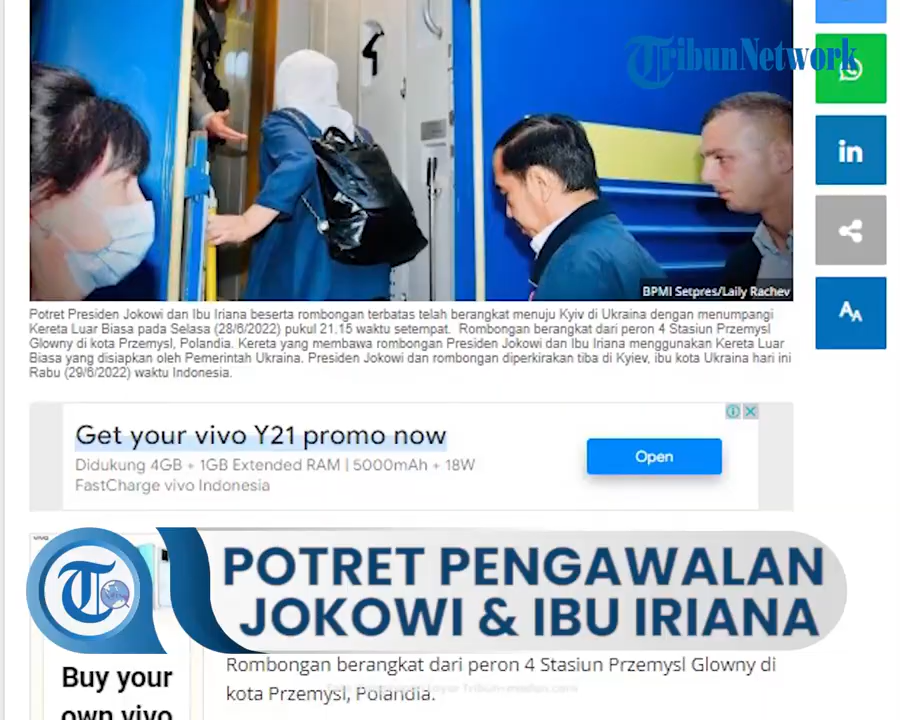 TribunNetwork
BPMI Setpres/Laily Rachev
Potret Presiden Jokowi dan Ibu Iriana beserta rombongan terbatas telah berangkat menuju Kyiv di Ukraina dengan menumpangi
Kereta Luar Biasa pada Selasa (28/6/2022) pukul 21.15 waktu setempat. Rombongan berangkat dari peron 4 Stasiun Przemysl
Glowny di kota Przemysl, Polandia. Kereta yang membawa rombongan Presiden Jokowi dan Ibu Iriana menggunakan Kereta Luar
Biasa yang disiapkan oleh Pemerintah Ukraina. Presiden Jokowi dan rombongan diperkirakan tiba di Kyiev, ibu kota Ukraina hari ini
Rabu (29/6/2022) waktu Indonesia.
Get your vivo Y21 promo now
Didukung 4GB + 1GB Extended RAM | 5000mAh + 18W
FastCharge vivo Indonesia
Open
vivo
POTRET PENGAWALAN
JOKOWI & IBU IRIANA
Rombongan berangkat dari peron 4 Stasiun Przemysl Glowny di
kota Przemysl, Polandia.
Buy your
own vivo
in
AA